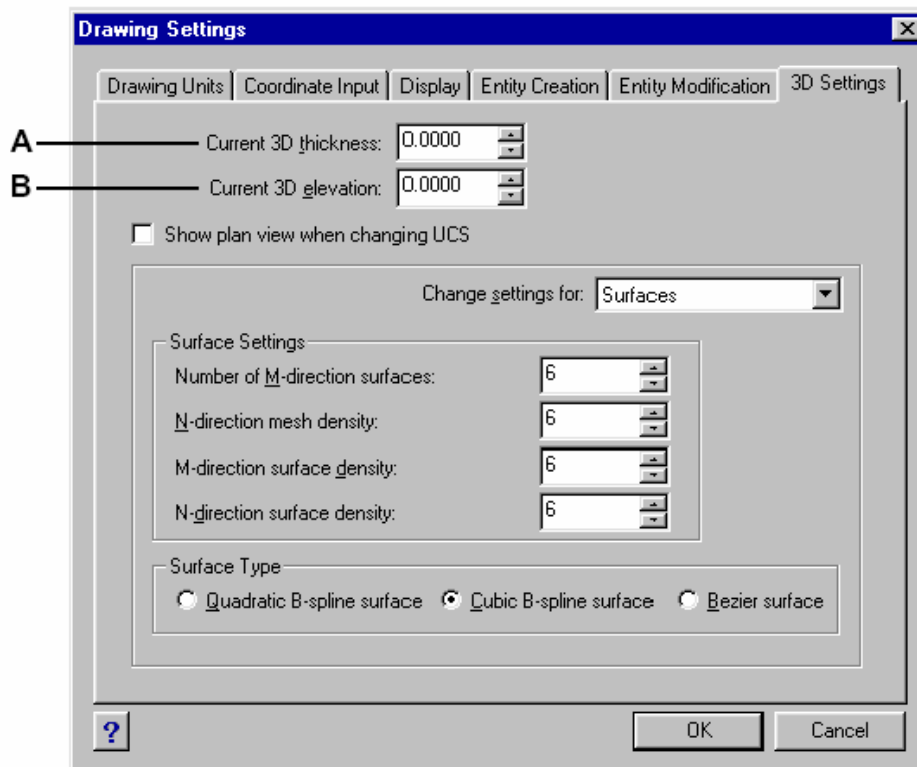 Drawing Settings
Drawing Units Coordinate Input Display Entity Creation Entity Modification 3D Settings
A Current 3D thickness: 0.0000
B Current 3D elevation: 0.0000
Show plan view when changing UCS
Change settings for: Surfaces
Surface Settings
Number of M-direction surfaces: 6
N-direction mesh density: 6
M-direction surface density: 6
N-direction surface density: 6
Surface Type
Quadratic B-spline surface Cubic B-spline surface Bezier surface
? OK Cancel